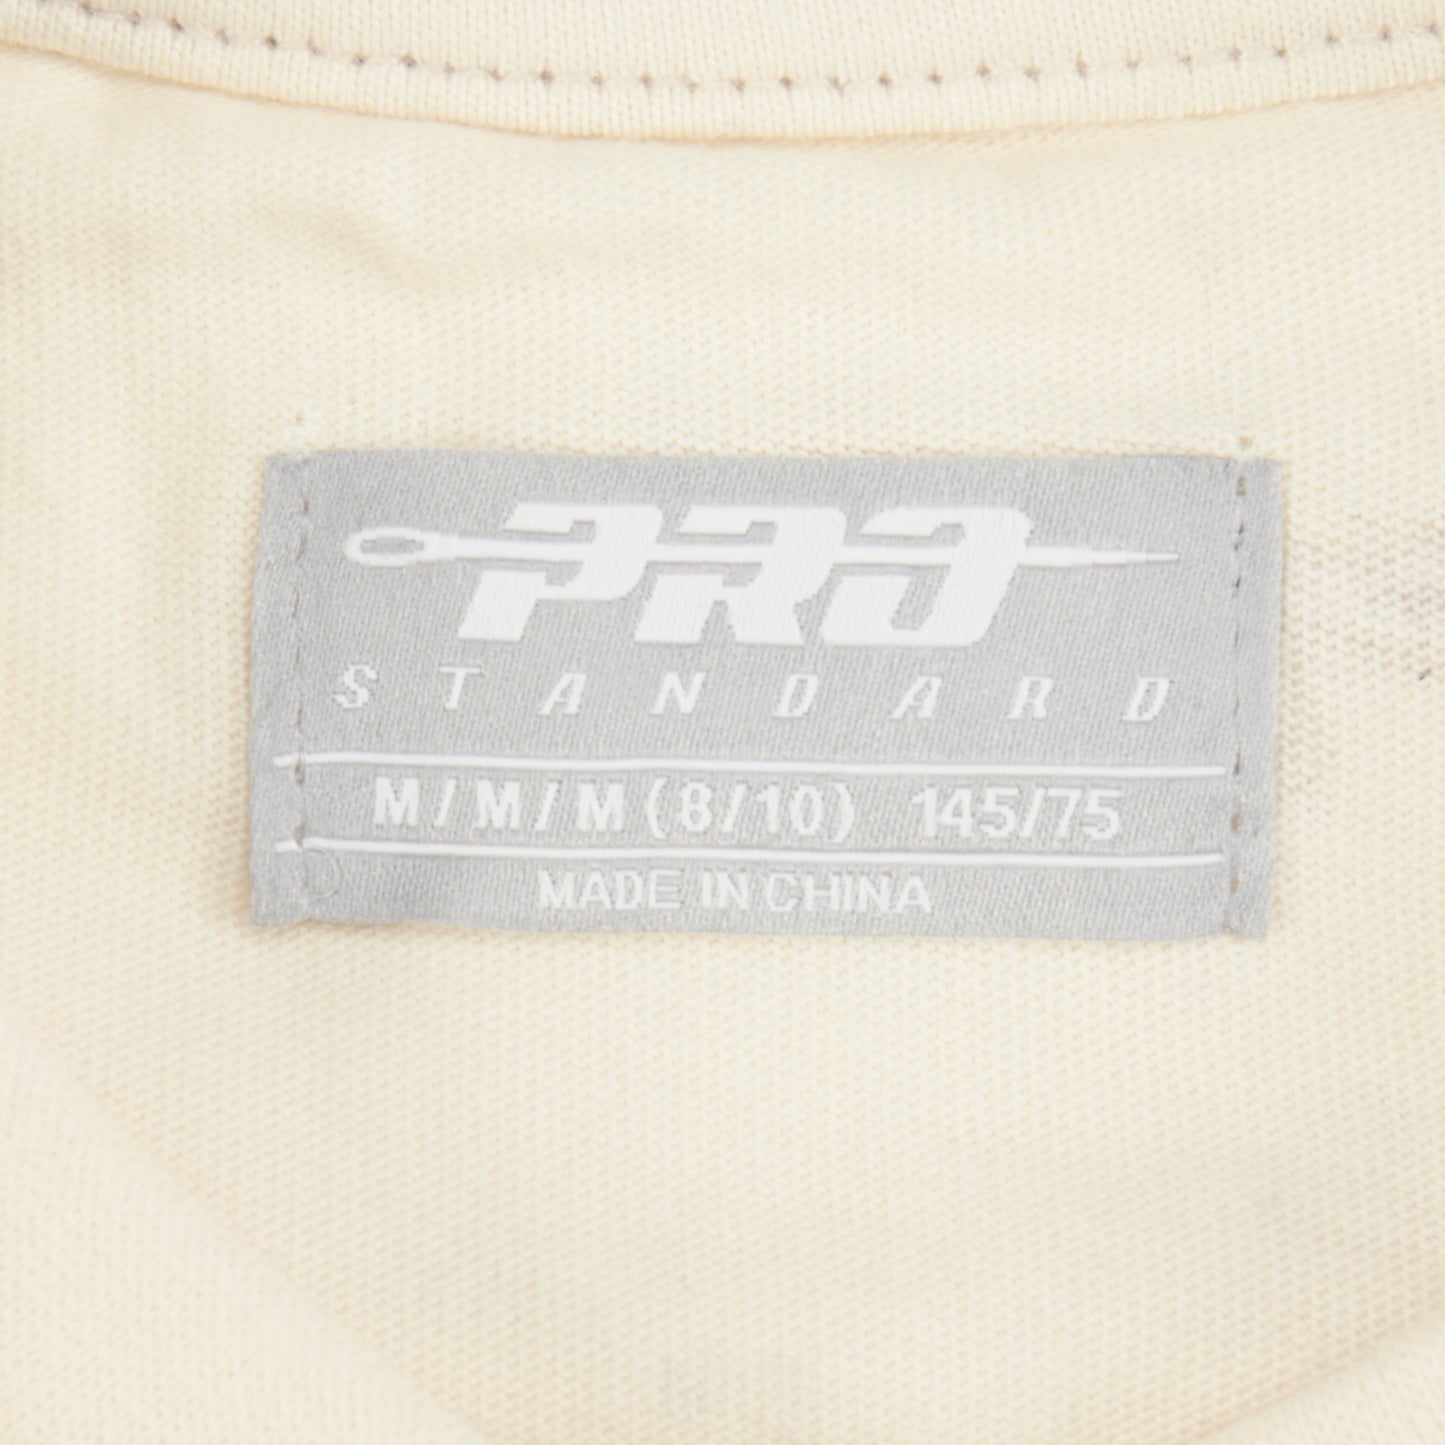 PRO
STANDARD
M/M/M(8/10) 145/75
MADE IN CHINA